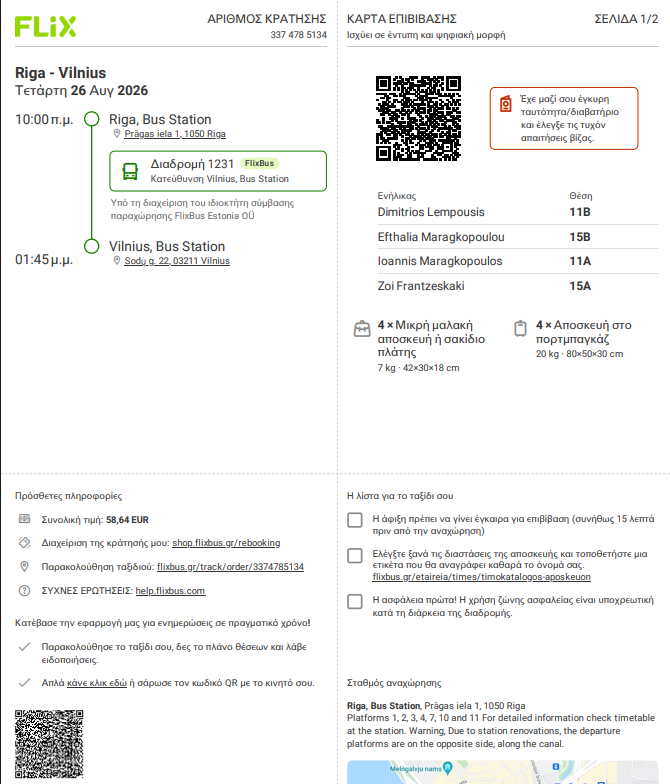 FLiX
ΑΡΙΘΜΟΣ ΚΡΑΤΗΣΗΣ
337 478 5134
Riga - Vilnius
Τετάρτη 26 Αυγ 2026
10:00 π.μ.
Riga, Bus Station
Prāgas iela 1, 1050 Riga
Διαδρομή 1231 FlixBus
Κατεύθυνση Vilnius, Bus Station
Υπό τη διαχείριση του ιδιοκτήτη σύμβασης
παραχώρησης FlixBus Estonia OÜ
Vilnius, Bus Station
01:45 μ.μ.
Sodų g. 22, 03211 Vilnius
ΚΑΡΤΑ ΕΠΙΒΙΒΑΣΗΣ
ΣΕΛΙΔΑ 1/2
Ισχύει σε έντυπη και ψηφιακή μορφή
Έχε μαζί σου έγκυρη
ταυτότητα/διαβατήριο
και έλεγξε τις τυχόν
απαιτήσεις βίζας.
Ενήλικας
Θέση
Dimitrios Lempousis 11B
Efthalia Maragkopoulou 15B
Ioannis Maragkopoulos 11A
Zoi Frantzeskaki 15A
4 × Μικρή μαλακή
αποσκευή ή σακίδιο
πλάτης
7 kg · 42×30×18 cm
4 × Αποσκευή στο
πορτμπαγκάζ
20 kg · 80×50×30 cm
Πρόσθετες πληροφορίες
Συνολική τιμή: 58,64 EUR
Διαχείριση της κράτησής μου: shop.flixbus.gr/rebooking
Παρακολούθηση ταξιδιού: flixbus.gr/track/order/3374785134
ΣΥΧΝΕΣ ΕΡΩΤΗΣΕΙΣ: help.flixbus.com
Κατέβασε την εφαρμογή μας για ενημερώσεις σε πραγματικό χρόνο!
Παρακολούθησε το ταξίδι σου, δες το πλάνο θέσεων και λάβε
ειδοποιήσεις.
Απλά κάνε κλικ εδώ ή σάρωσε τον κωδικό QR με το κινητό σου.
Η λίστα για το ταξίδι σου
Η άφιξη πρέπει να γίνει έγκαιρα για επιβίβαση (συνήθως 15 λεπτά
πριν από την αναχώρηση)
Ελέγξτε ξανά τις διαστάσεις της αποσκευής και τοποθετήστε μια
ετικέτα που θα αναγράφει καθαρά το όνομά σας.
flixbus.gr/etaireia/times/timokatalogos-aposkeuon
Η ασφάλεια πρώτα! Η χρήση ζώνης ασφαλείας είναι υποχρεωτική
κατά τη διάρκεια της διαδρομής.
Σταθμός αναχώρησης
Riga, Bus Station, Prāgas iela 1, 1050 Riga
Platforms 1, 2, 3, 4, 7, 10 and 11 For detailed information check timetable
at the station. Warning, Due to station renovations, the departure
platforms are on the opposite side, along the canal.
Melngalvju nams